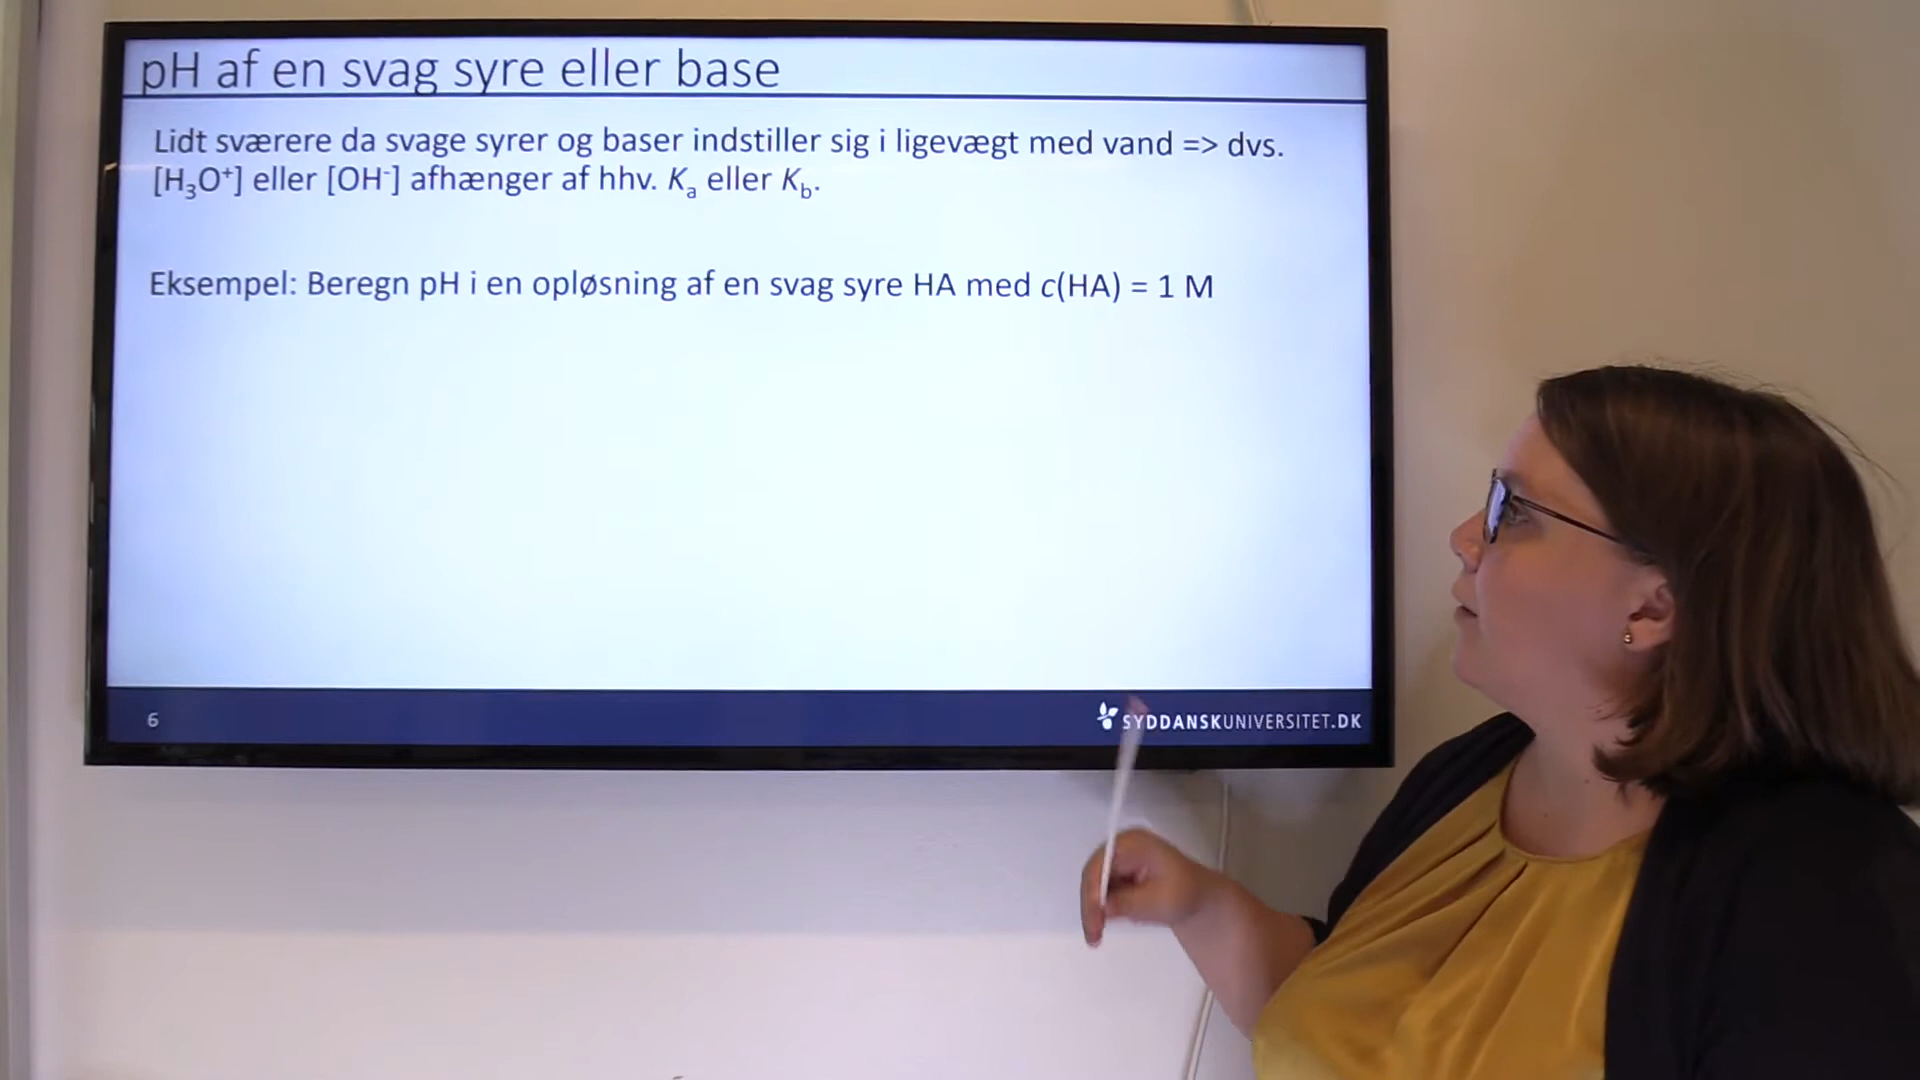 pH af en svag syre eller base
Lidt sværere da svage syrer og baser indstiller sig i ligevægt med vand => dvs.
[H₃O⁺] eller [OH⁻] afhænger af hhv. Kₐ eller K_b.
Eksempel: Beregn pH i en opløsning af en svag syre HA med c(HA) = 1 M
6
SYDDANSKUNIVERSITET.DK